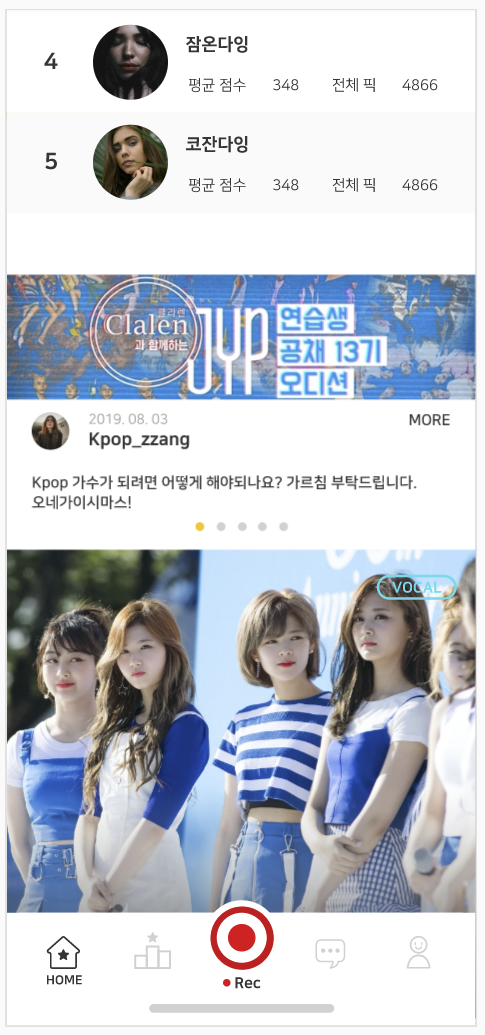 4
잠온다잉
평균 점수 348 전체 픽 4866
5
코잔다잉
평균 점수 348 전체 픽 4866
클라렌
Clalen
과 함께하는
JYP
연습생
공채 13기
오디션
2019. 08. 03
MORE
Kpop_zzang
Kpop 가수가 되려면 어떻게 해야되나요? 가르침 부탁드립니다.
오네가이시마스!
VOCAL
HOME
Rec